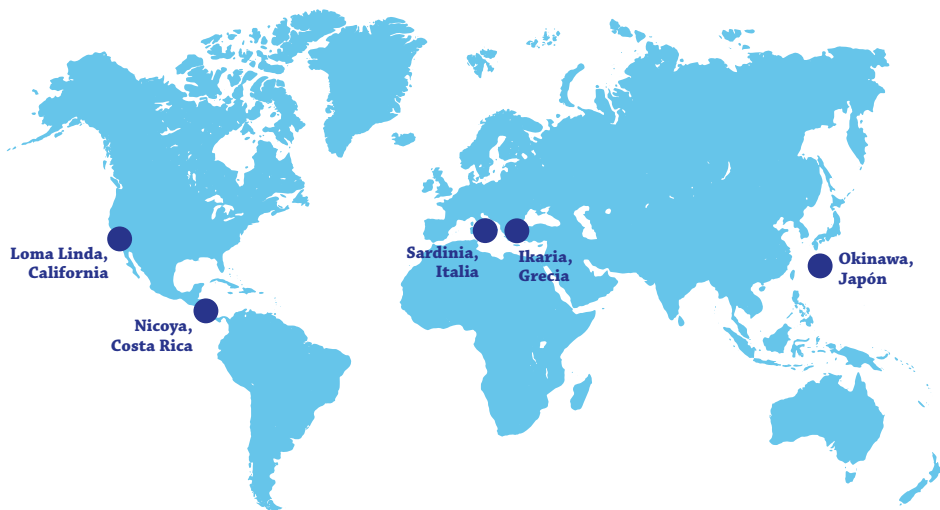 Loma Linda,
California
Nicoya,
Costa Rica
Sardinia,
Italia
Ikaria,
Grecia
Okinawa,
Japón